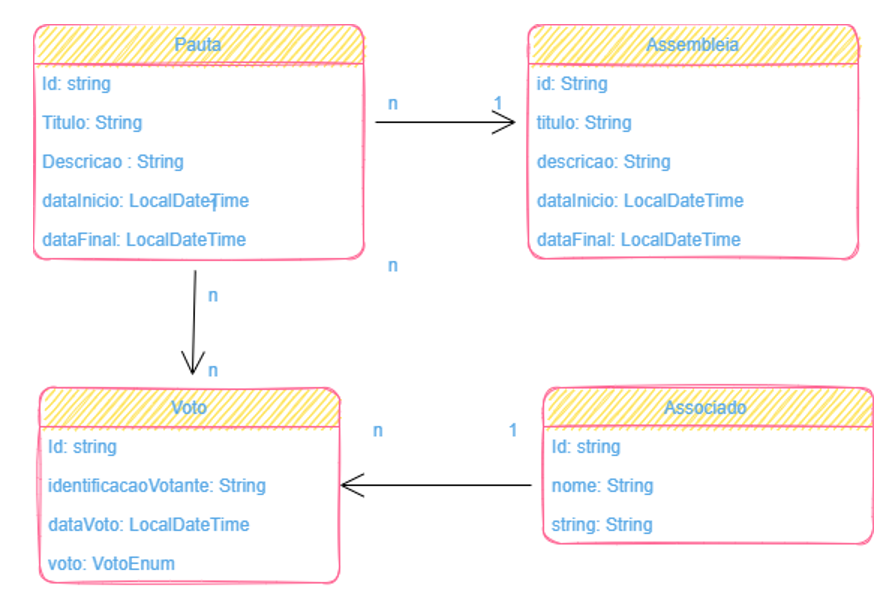 Pauta
Id: string
Titulo: String
Descricao : String
dataInicio: LocalDateTime
1
dataFinal: LocalDateTime
n
1
Assembleia
id: String
titulo: String
descricao: String
dataInicio: LocalDateTime
dataFinal: LocalDateTime
n
n
n
Voto
Id: string
identificacaoVotante: String
dataVoto: LocalDateTime
voto: VotoEnum
n
1
Associado
Id: string
nome: String
string: String